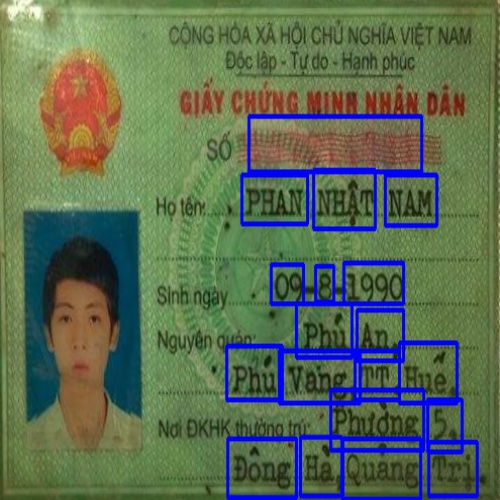 CỘNG HÒA XÃ HỘI CHỦ NGHĨA VIỆT NAM
Độc lập - Tự do - Hạnh phúc
GIẤY CHỨNG MINH NHÂN DÂN
SỐ
Họ tên: PHAN NHẬT NAM
Sinh ngày 09-8-1990
Nguyên quán: Phú An,
Phú Vang TT Huế.
Nơi ĐKHK thường trú: Phường 5,
Đông Hà, Quảng Trị.